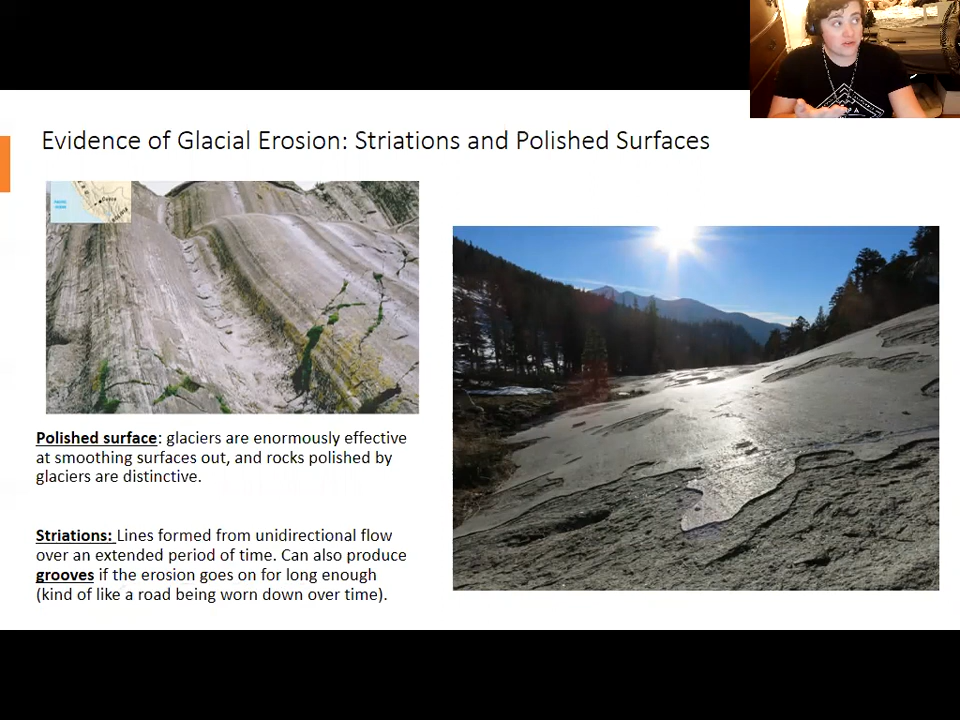 Evidence of Glacial Erosion: Striations and Polished Surfaces
Polished surface: glaciers are enormously effective
at smoothing surfaces out, and rocks polished by
glaciers are distinctive.
Striations: Lines formed from unidirectional flow
over an extended period of time. Can also produce
grooves if the erosion goes on for long enough
(kind of like a road being worn down over time).